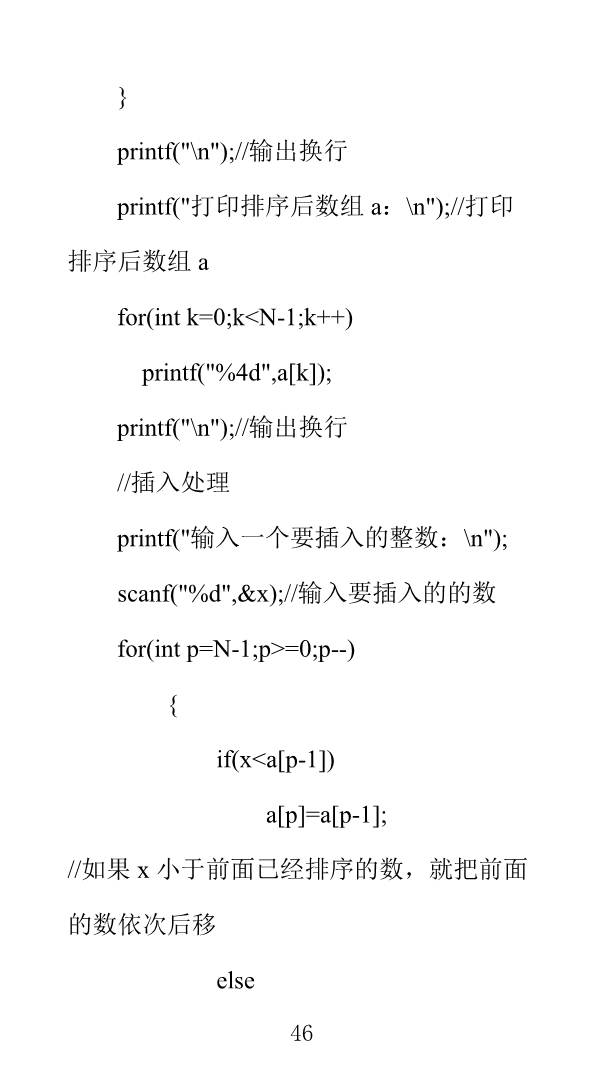 }
printf("\n");//输出换行
printf("打印排序后数组 a：\n");//打印
排序后数组 a
for(int k=0;k<N-1;k++)
printf("%4d",a[k]);
printf("\n");//输出换行
//插入处理
printf("输入一个要插入的整数：\n");
scanf("%d",&x);//输入要插入的的数
for(int p=N-1;p>=0;p--)
{
if(x<a[p-1])
a[p]=a[p-1];
//如果 x 小于前面已经排序的数，就把前面
的数依次后移
else
46